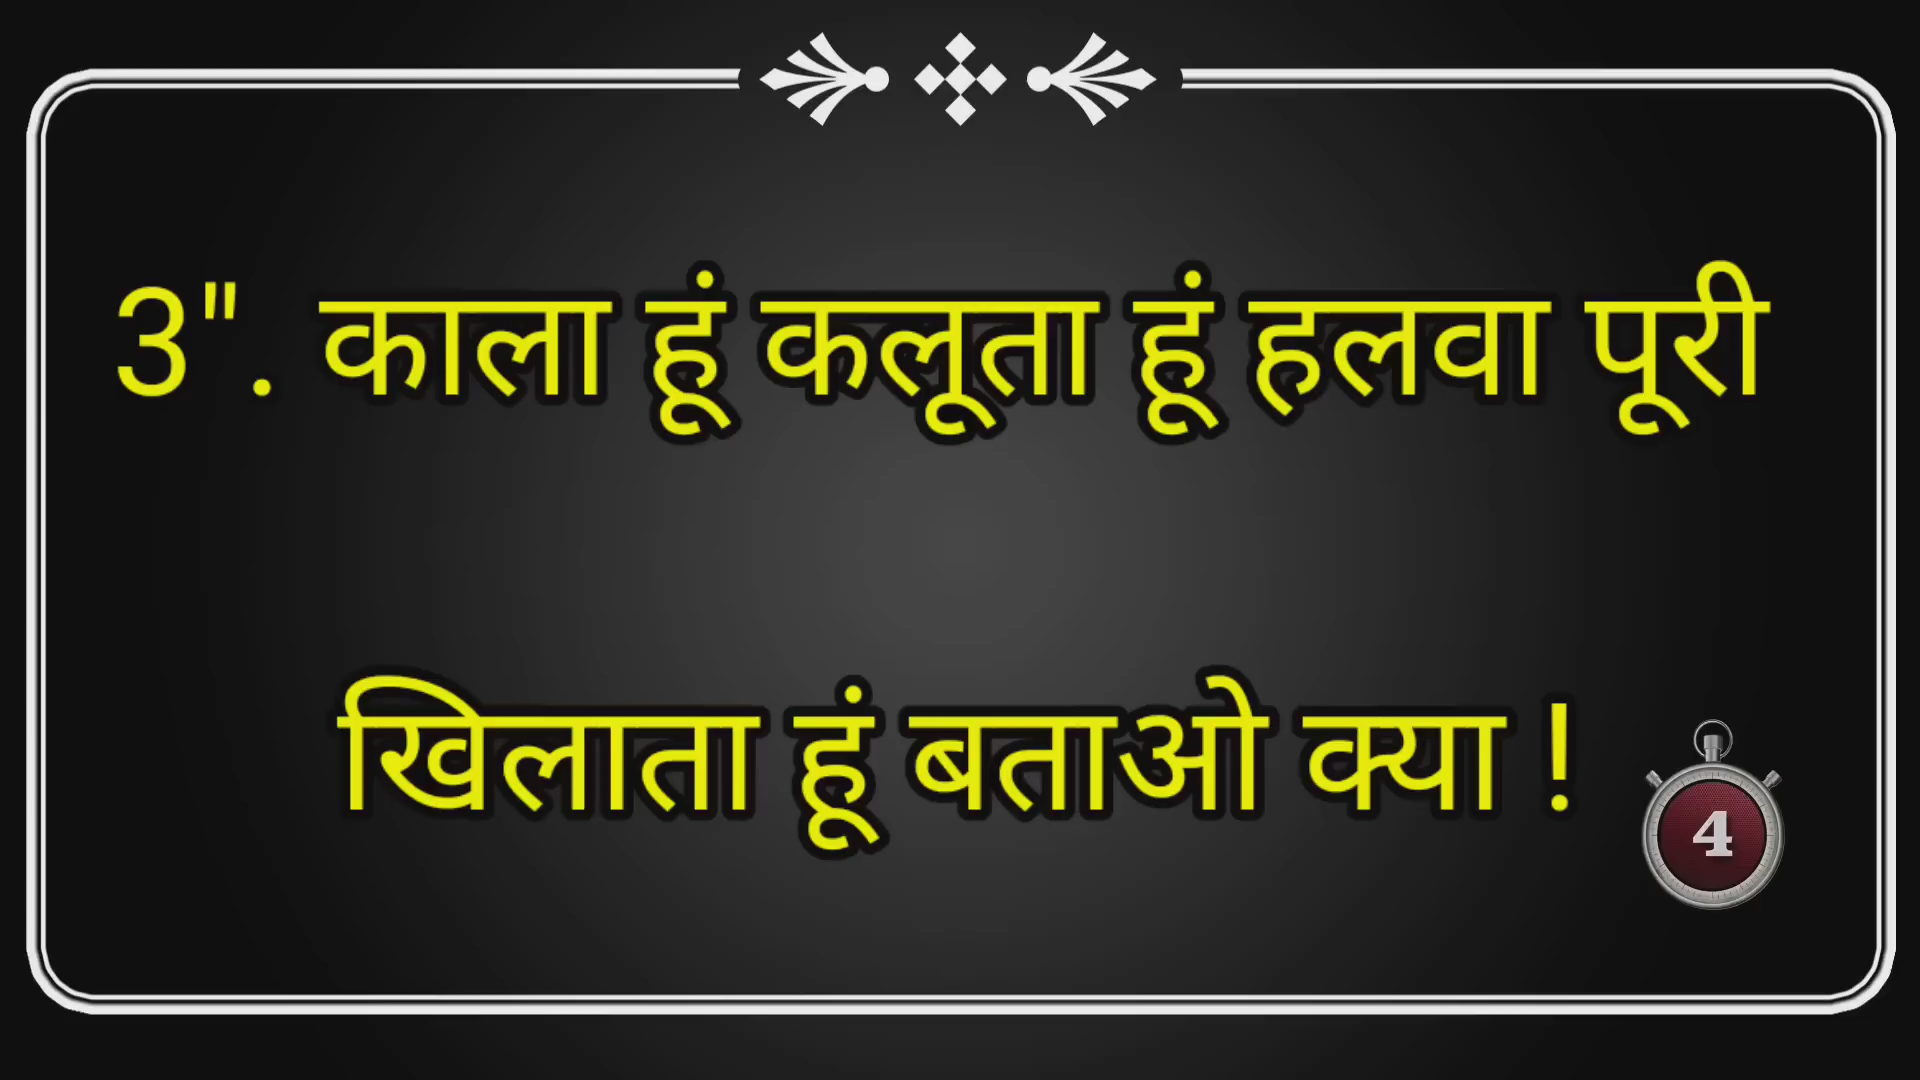 3". काला हूं कलूता हूं हलवा पूरी
खिलाता हूं बताओ क्या !
4